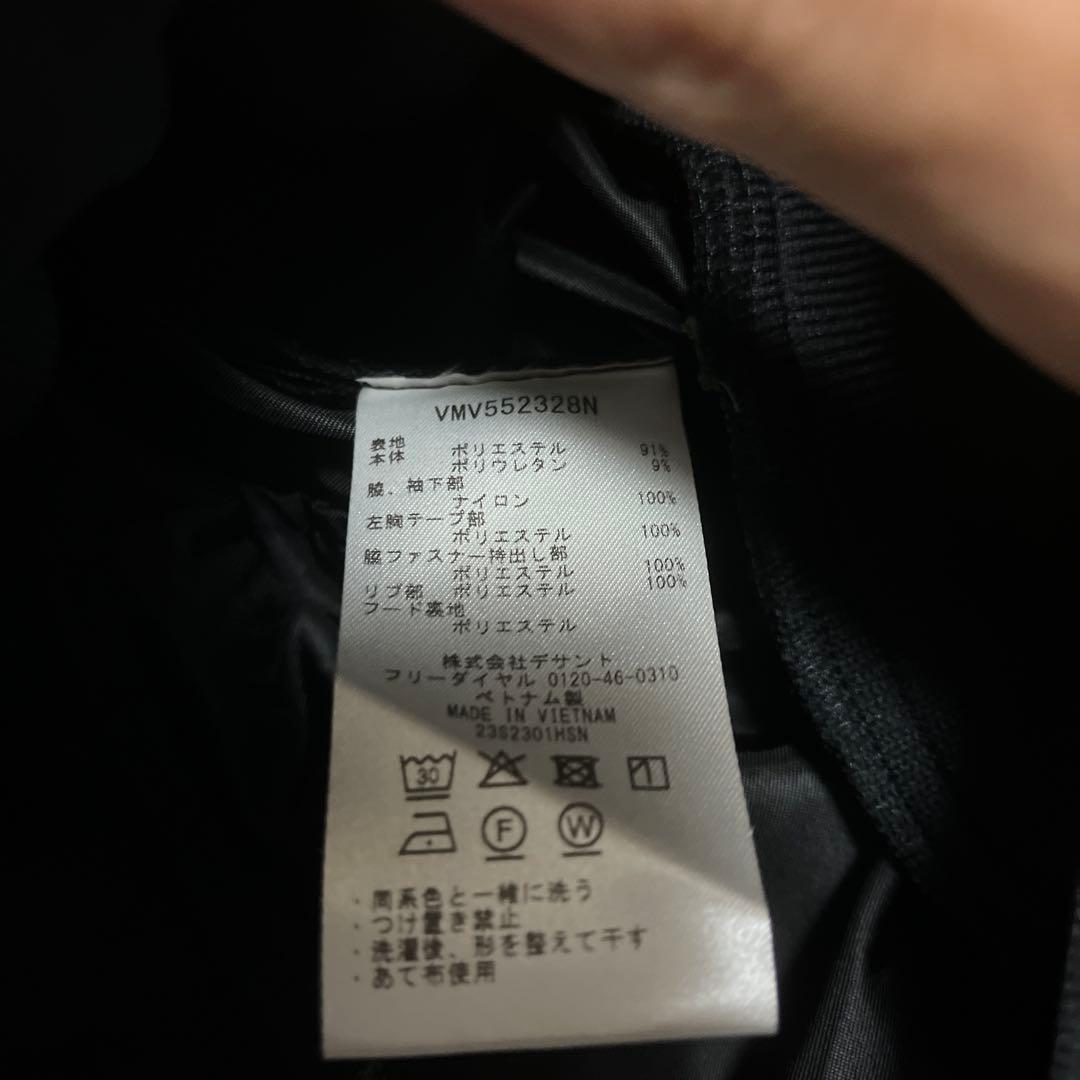 VMV552328N
表地
本体 ポリエステル 91%
ポリウレタン 9%
脇、袖下部
ナイロン 100%
左胸テープ部
ポリエステル 100%
脇ファスナー持出し部
ポリエステル 100%
リブ部 ポリエステル 100%
フード裏地
ポリエステル
株式会社デサント
フリーダイヤル 0120-46-0310
ベトナム製
MADE IN VIETNAM
23S2301HSN
30
F W
・同系色と一緒に洗う
・つけ置き禁止
・洗濯後、形を整えて干す
・あて布使用